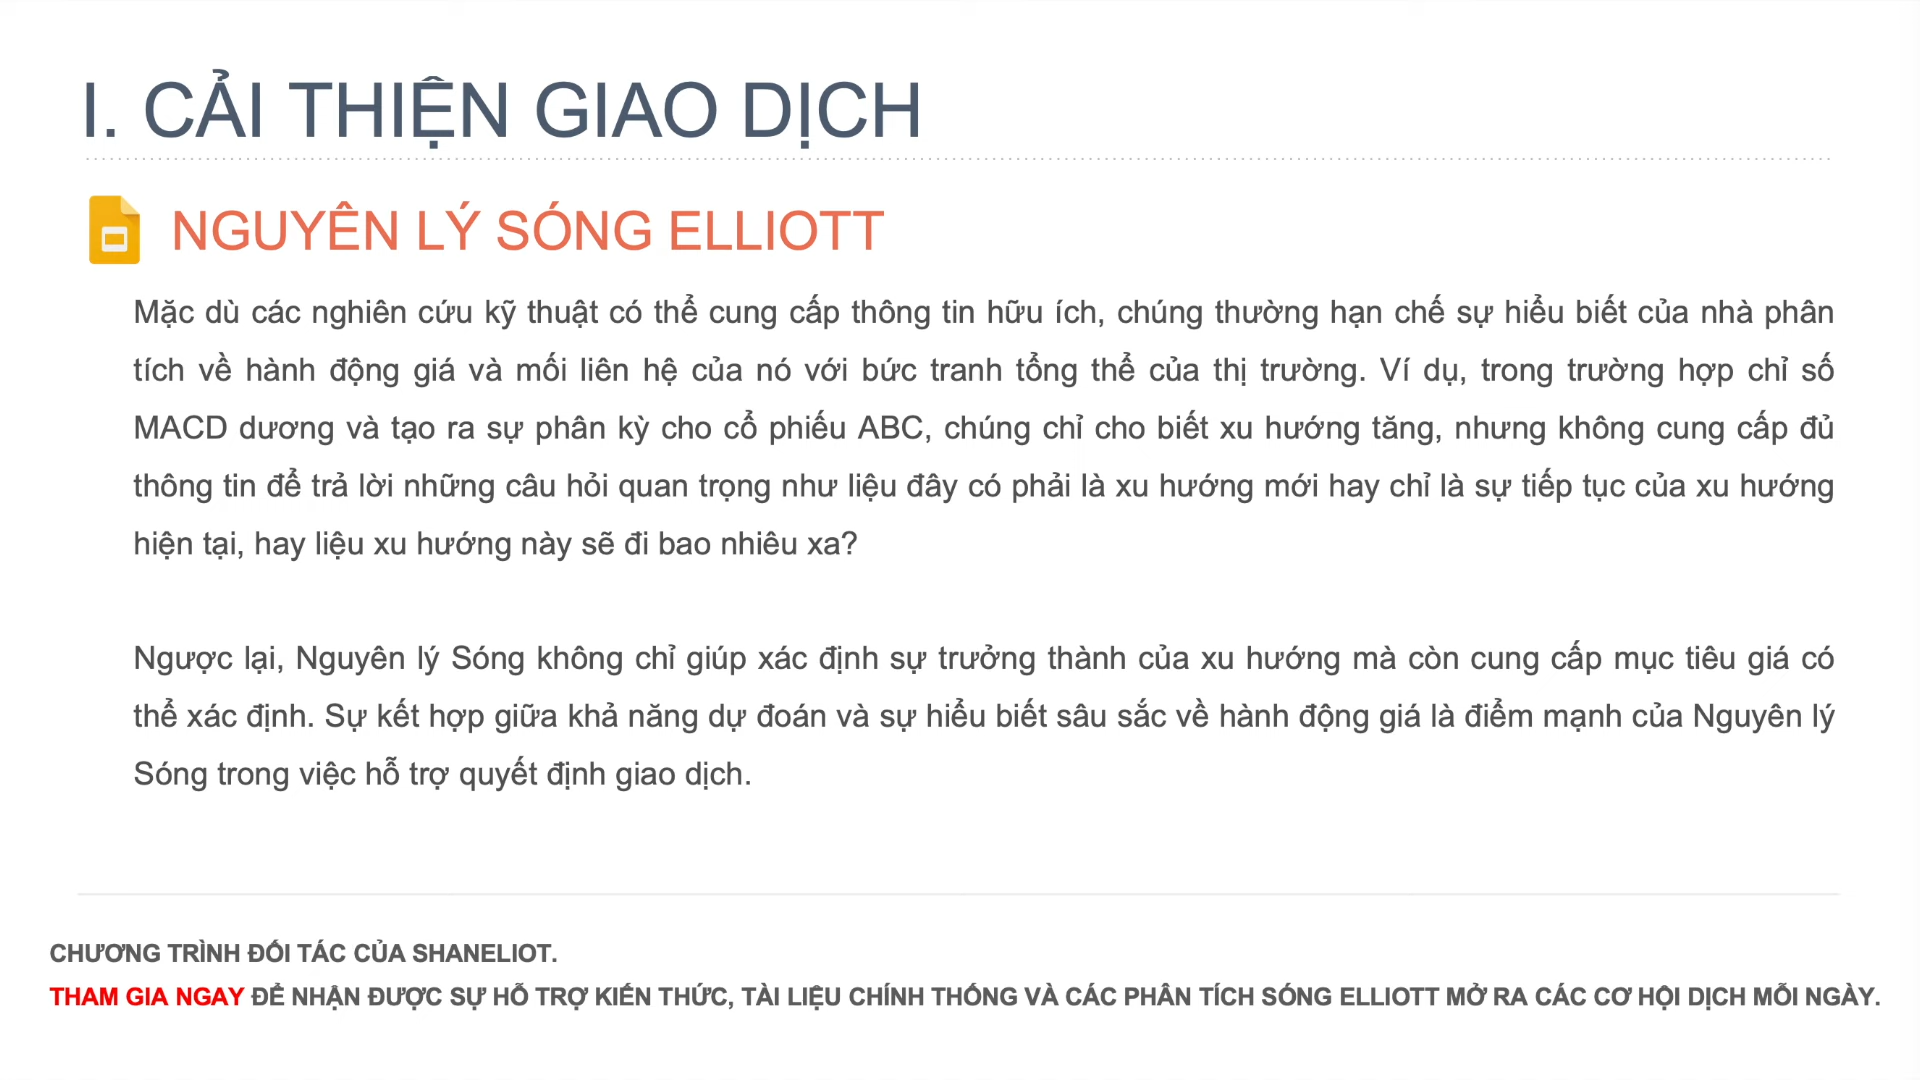 I. CẢI THIỆN GIAO DỊCH
NGUYÊN LÝ SÓNG ELLIOTT
Mặc dù các nghiên cứu kỹ thuật có thể cung cấp thông tin hữu ích, chúng thường hạn chế sự hiểu biết của nhà phân
tích về hành động giá và mối liên hệ của nó với bức tranh tổng thể của thị trường. Ví dụ, trong trường hợp chỉ số
MACD dương và tạo ra sự phân kỳ cho cổ phiếu ABC, chúng chỉ cho biết xu hướng tăng, nhưng không cung cấp đủ
thông tin để trả lời những câu hỏi quan trọng như liệu đây có phải là xu hướng mới hay chỉ là sự tiếp tục của xu hướng
hiện tại, hay liệu xu hướng này sẽ đi bao nhiêu xa?
Ngược lại, Nguyên lý Sóng không chỉ giúp xác định sự trưởng thành của xu hướng mà còn cung cấp mục tiêu giá có
thể xác định. Sự kết hợp giữa khả năng dự đoán và sự hiểu biết sâu sắc về hành động giá là điểm mạnh của Nguyên lý
Sóng trong việc hỗ trợ quyết định giao dịch.
CHƯƠNG TRÌNH ĐỐI TÁC CỦA SHANELIOT.
THAM GIA NGAY ĐỂ NHẬN ĐƯỢC SỰ HỖ TRỢ KIẾN THỨC, TÀI LIỆU CHÍNH THỐNG VÀ CÁC PHÂN TÍCH SÓNG ELLIOTT MỞ RA CÁC CƠ HỘI DỊCH MỖI NGÀY.